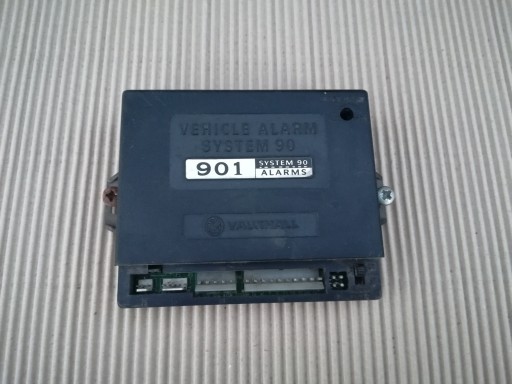 VEHICLE ALARM
SYSTEM 90
901 SYSTEM 90
ALARMS
VAUXHALL